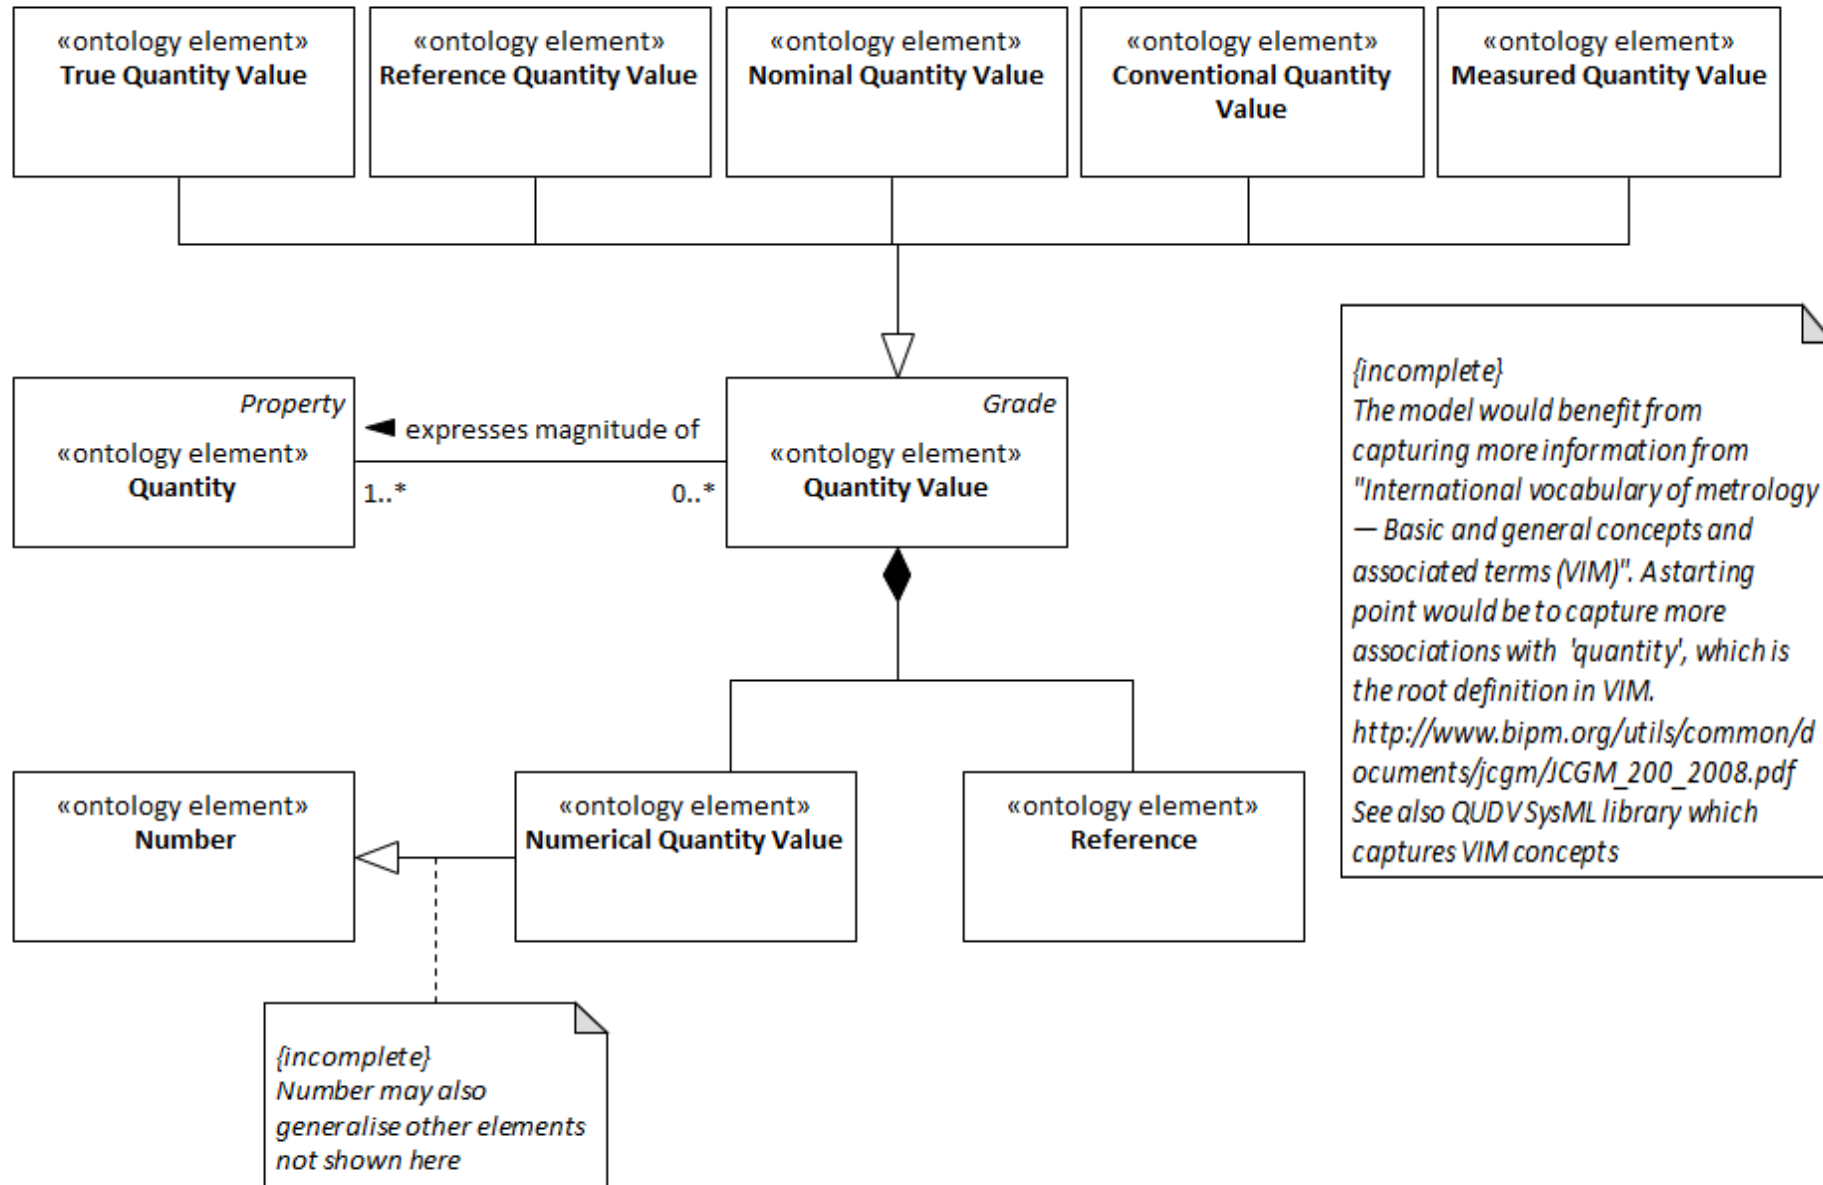 «ontology element»
True Quantity Value
«ontology element»
Reference Quantity Value
«ontology element»
Nominal Quantity Value
«ontology element»
Conventional Quantity
Value
«ontology element»
Measured Quantity Value
Property
«ontology element»
Quantity
expresses magnitude of
1..*
0..*
Grade
«ontology element»
Quantity Value
{incomplete}
The model would benefit from
capturing more information from
"International vocabulary of metrology
— Basic and general concepts and
associated terms (VIM)". A starting
point would be to capture more
associations with 'quantity', which is
the root definition in VIM.
http://www.bipm.org/utils/common/d
ocuments/jcgm/JCGM_200_2008.pdf
See also QUDV SysML library which
captures VIM concepts
«ontology element»
Number
«ontology element»
Numerical Quantity Value
«ontology element»
Reference
{incomplete}
Number may also
generalise other elements
not shown here